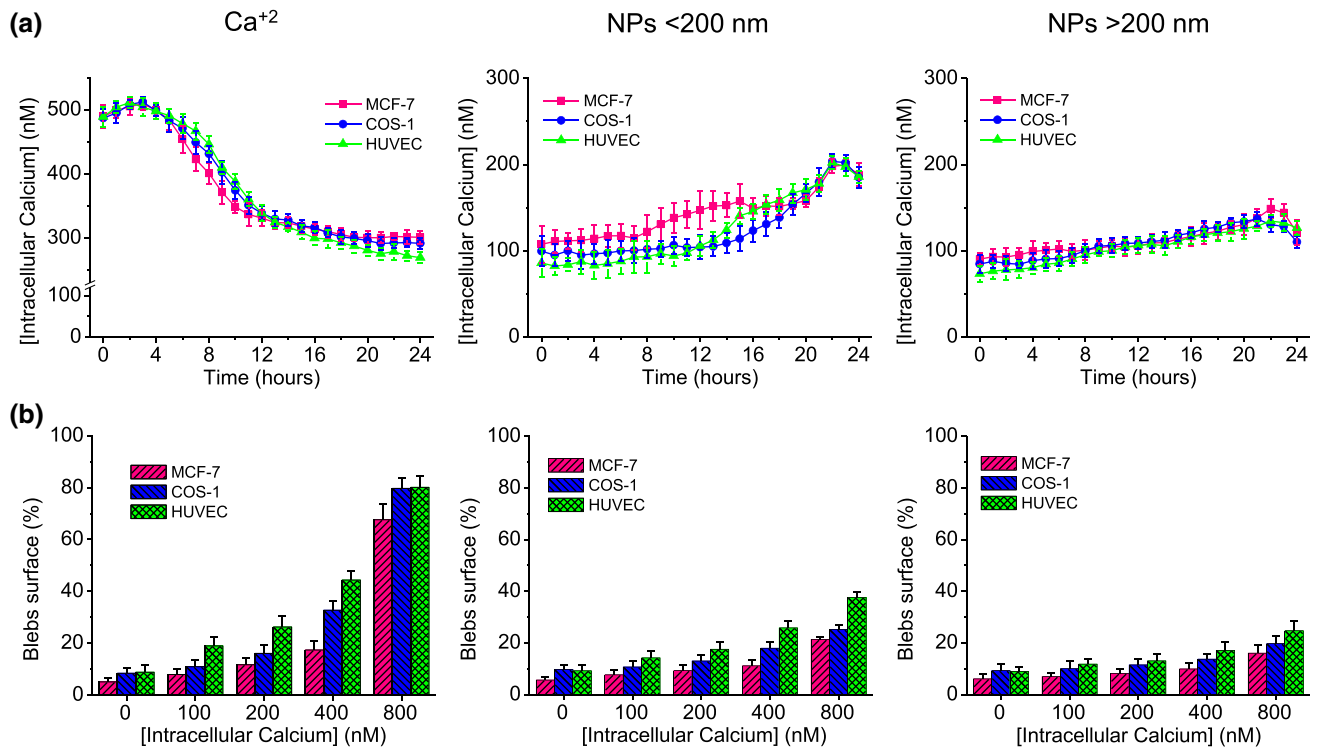 (a)
Ca+2
NPs <200 nm
NPs >200 nm
[Intracellular Calcium] (nM)
500
400
300
100
0
MCF-7
COS-1
HUVEC
0 4 8 12 16 20 24
Time (hours)
[Intracellular Calcium] (nM)
300
200
100
0
MCF-7
COS-1
HUVEC
0 4 8 12 16 20 24
Time (hours)
[Intracellular Calcium] (nM)
300
200
100
0
MCF-7
COS-1
HUVEC
0 4 8 12 16 20 24
Time (hours)
(b)
Blebs surface (%)
100
80
60
40
20
0
MCF-7
COS-1
HUVEC
0 100 200 400 800
[Intracellular Calcium] (nM)
Blebs surface (%)
100
80
60
40
20
0
MCF-7
COS-1
HUVEC
0 100 200 400 800
[Intracellular Calcium] (nM)
Blebs surface (%)
100
80
60
40
20
0
MCF-7
COS-1
HUVEC
0 100 200 400 800
[Intracellular Calcium] (nM)